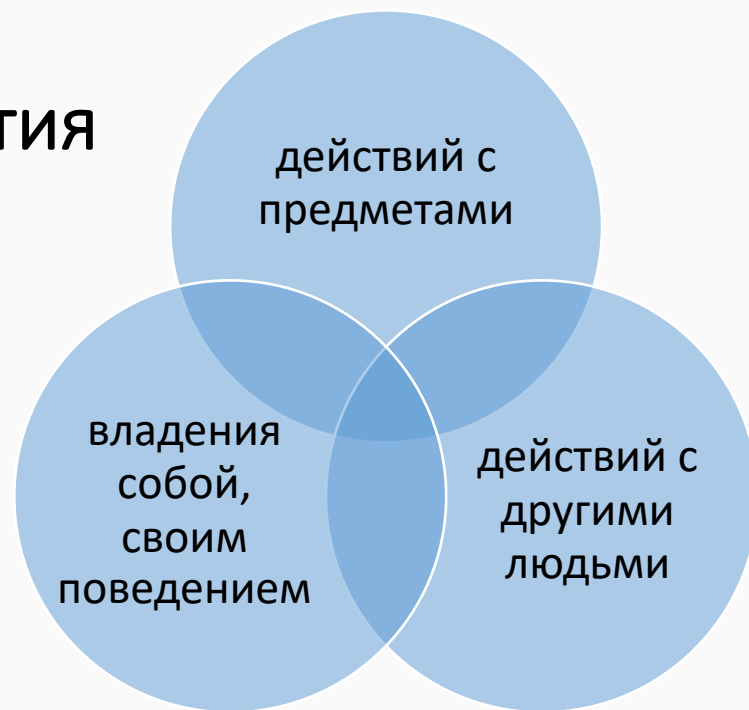 тия
действий с
предметами
владения
собой,
своим
поведением
действий с
другими
людьми